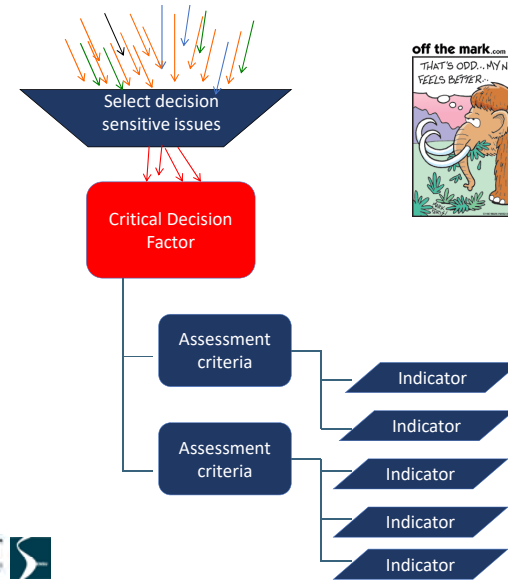 Select decision
sensitive issues
off the mark.com
THAT'S ODD... MY N
FEELS BETTER..
Critical Decision
Factor
Assessment
criteria
Indicator
Indicator
Assessment
criteria
Indicator
Indicator
Indicator